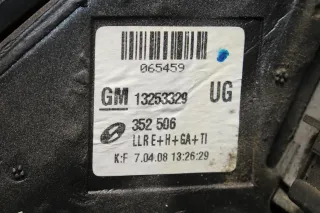 065459
GM 13253329 UG
352 506
LLR E+H+GA+TI
K:F 7.04.08 13:26:29